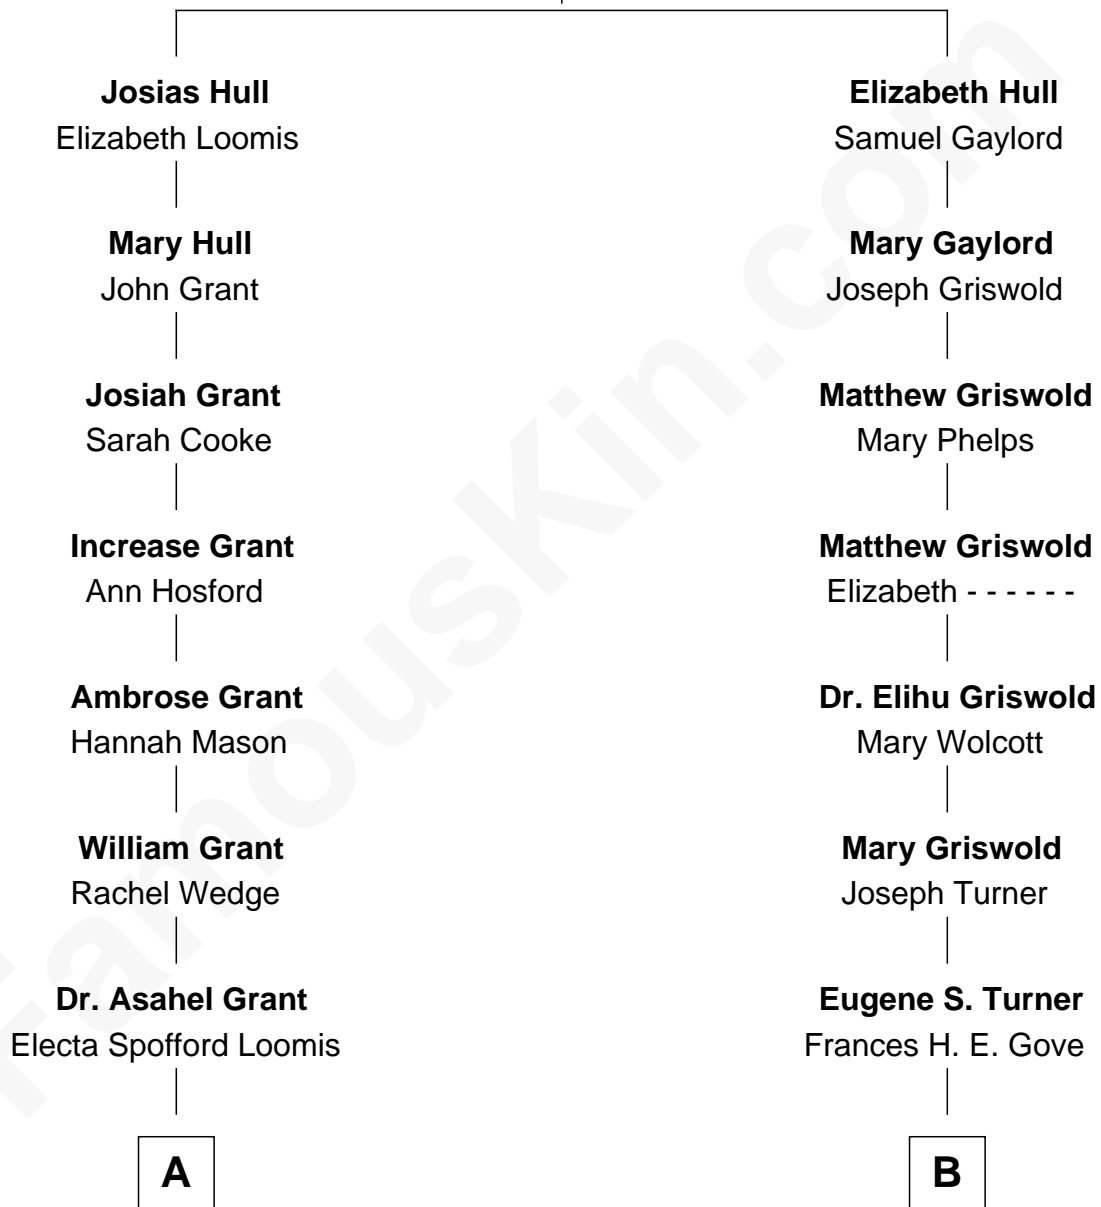 Josias Hull
Elizabeth Loomis
Mary Hull
John Grant
Josiah Grant
Sarah Cooke
Increase Grant
Ann Hosford
Ambrose Grant
Hannah Mason
William Grant
Rachel Wedge
Dr. Asahel Grant
Electa Spofford Loomis
A
Elizabeth Hull
Samuel Gaylord
Mary Gaylord
Joseph Griswold
Matthew Griswold
Mary Phelps
Matthew Griswold
Elizabeth - - - - - -
Dr. Elihu Griswold
Mary Wolcott
Mary Griswold
Joseph Turner
Eugene S. Turner
Frances H. E. Gove
B
FamousKin.com